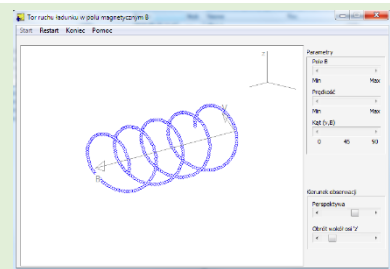 Tor ruchu ładunku w polu magnetycznym B
Start Restart Koniec Pomoc
z
V
B
Parametry
Pole B
Min Max
Prędkość
Min Max
Kąt (v,B)
0 45 90
Kierunek obserwacji
Perspektywa
Obrót wokół osi 'z'